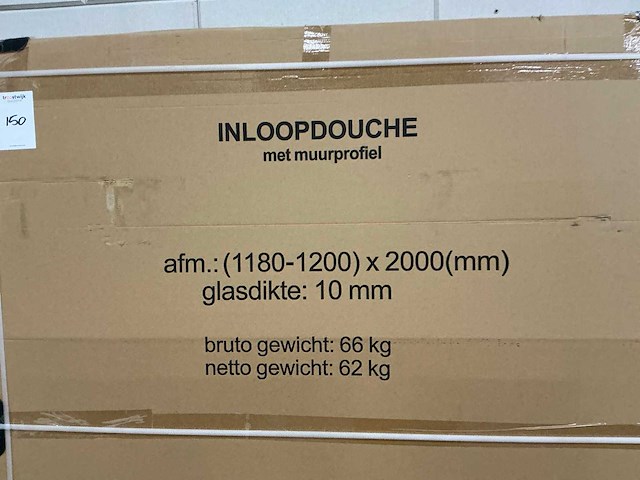 troostwijk
150
INLOOPDOUCHE
met muurprofiel
afm.: (1180-1200) x 2000(mm)
glasdikte: 10 mm
bruto gewicht: 66 kg
netto gewicht: 62 kg